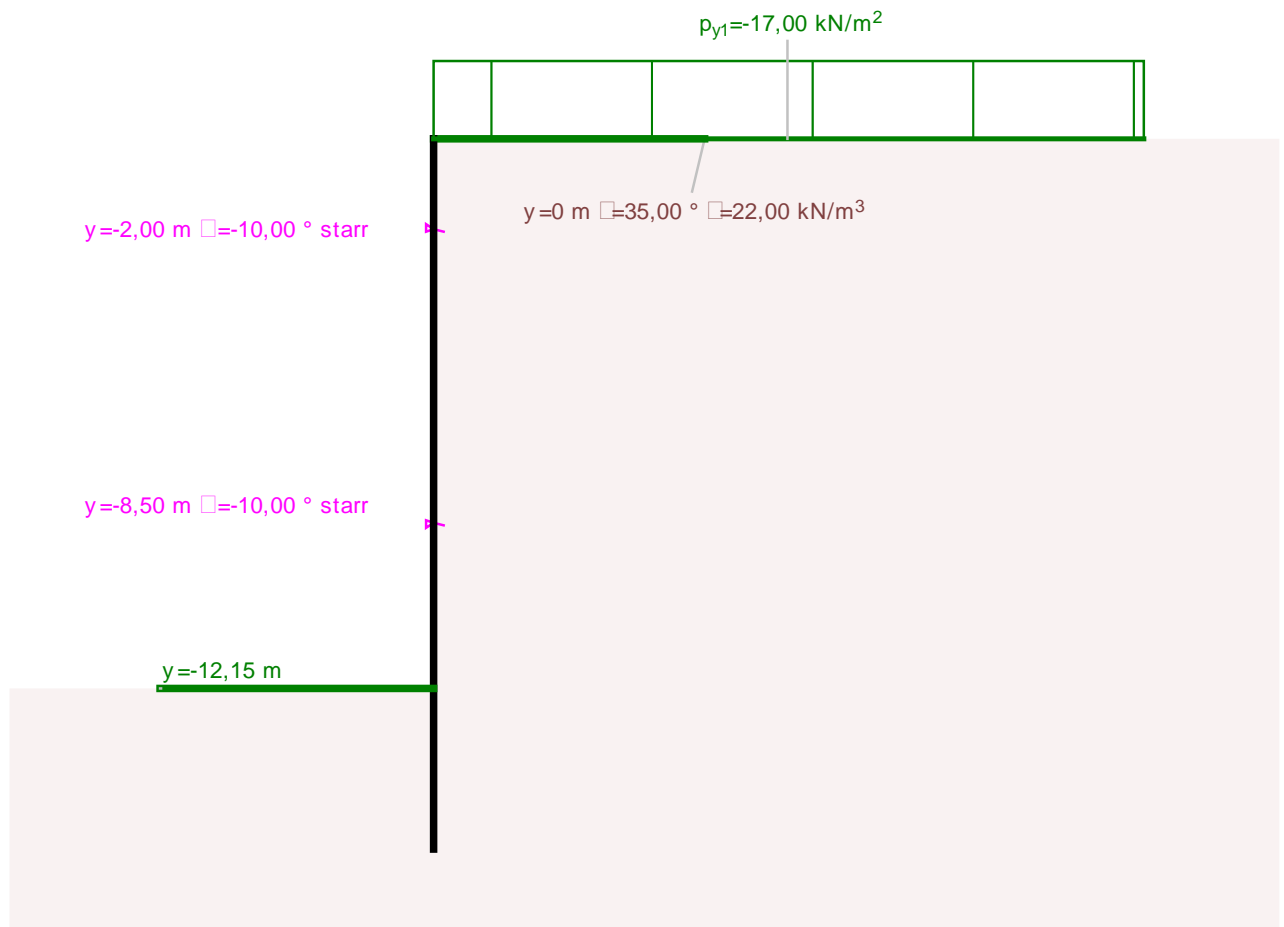 py1=-17,00 kN/m²
y=0 m □=35,00 ° □=22,00 kN/m³
y=-2,00 m □=-10,00 ° starr
y=-8,50 m □=-10,00 ° starr
y=-12,15 m